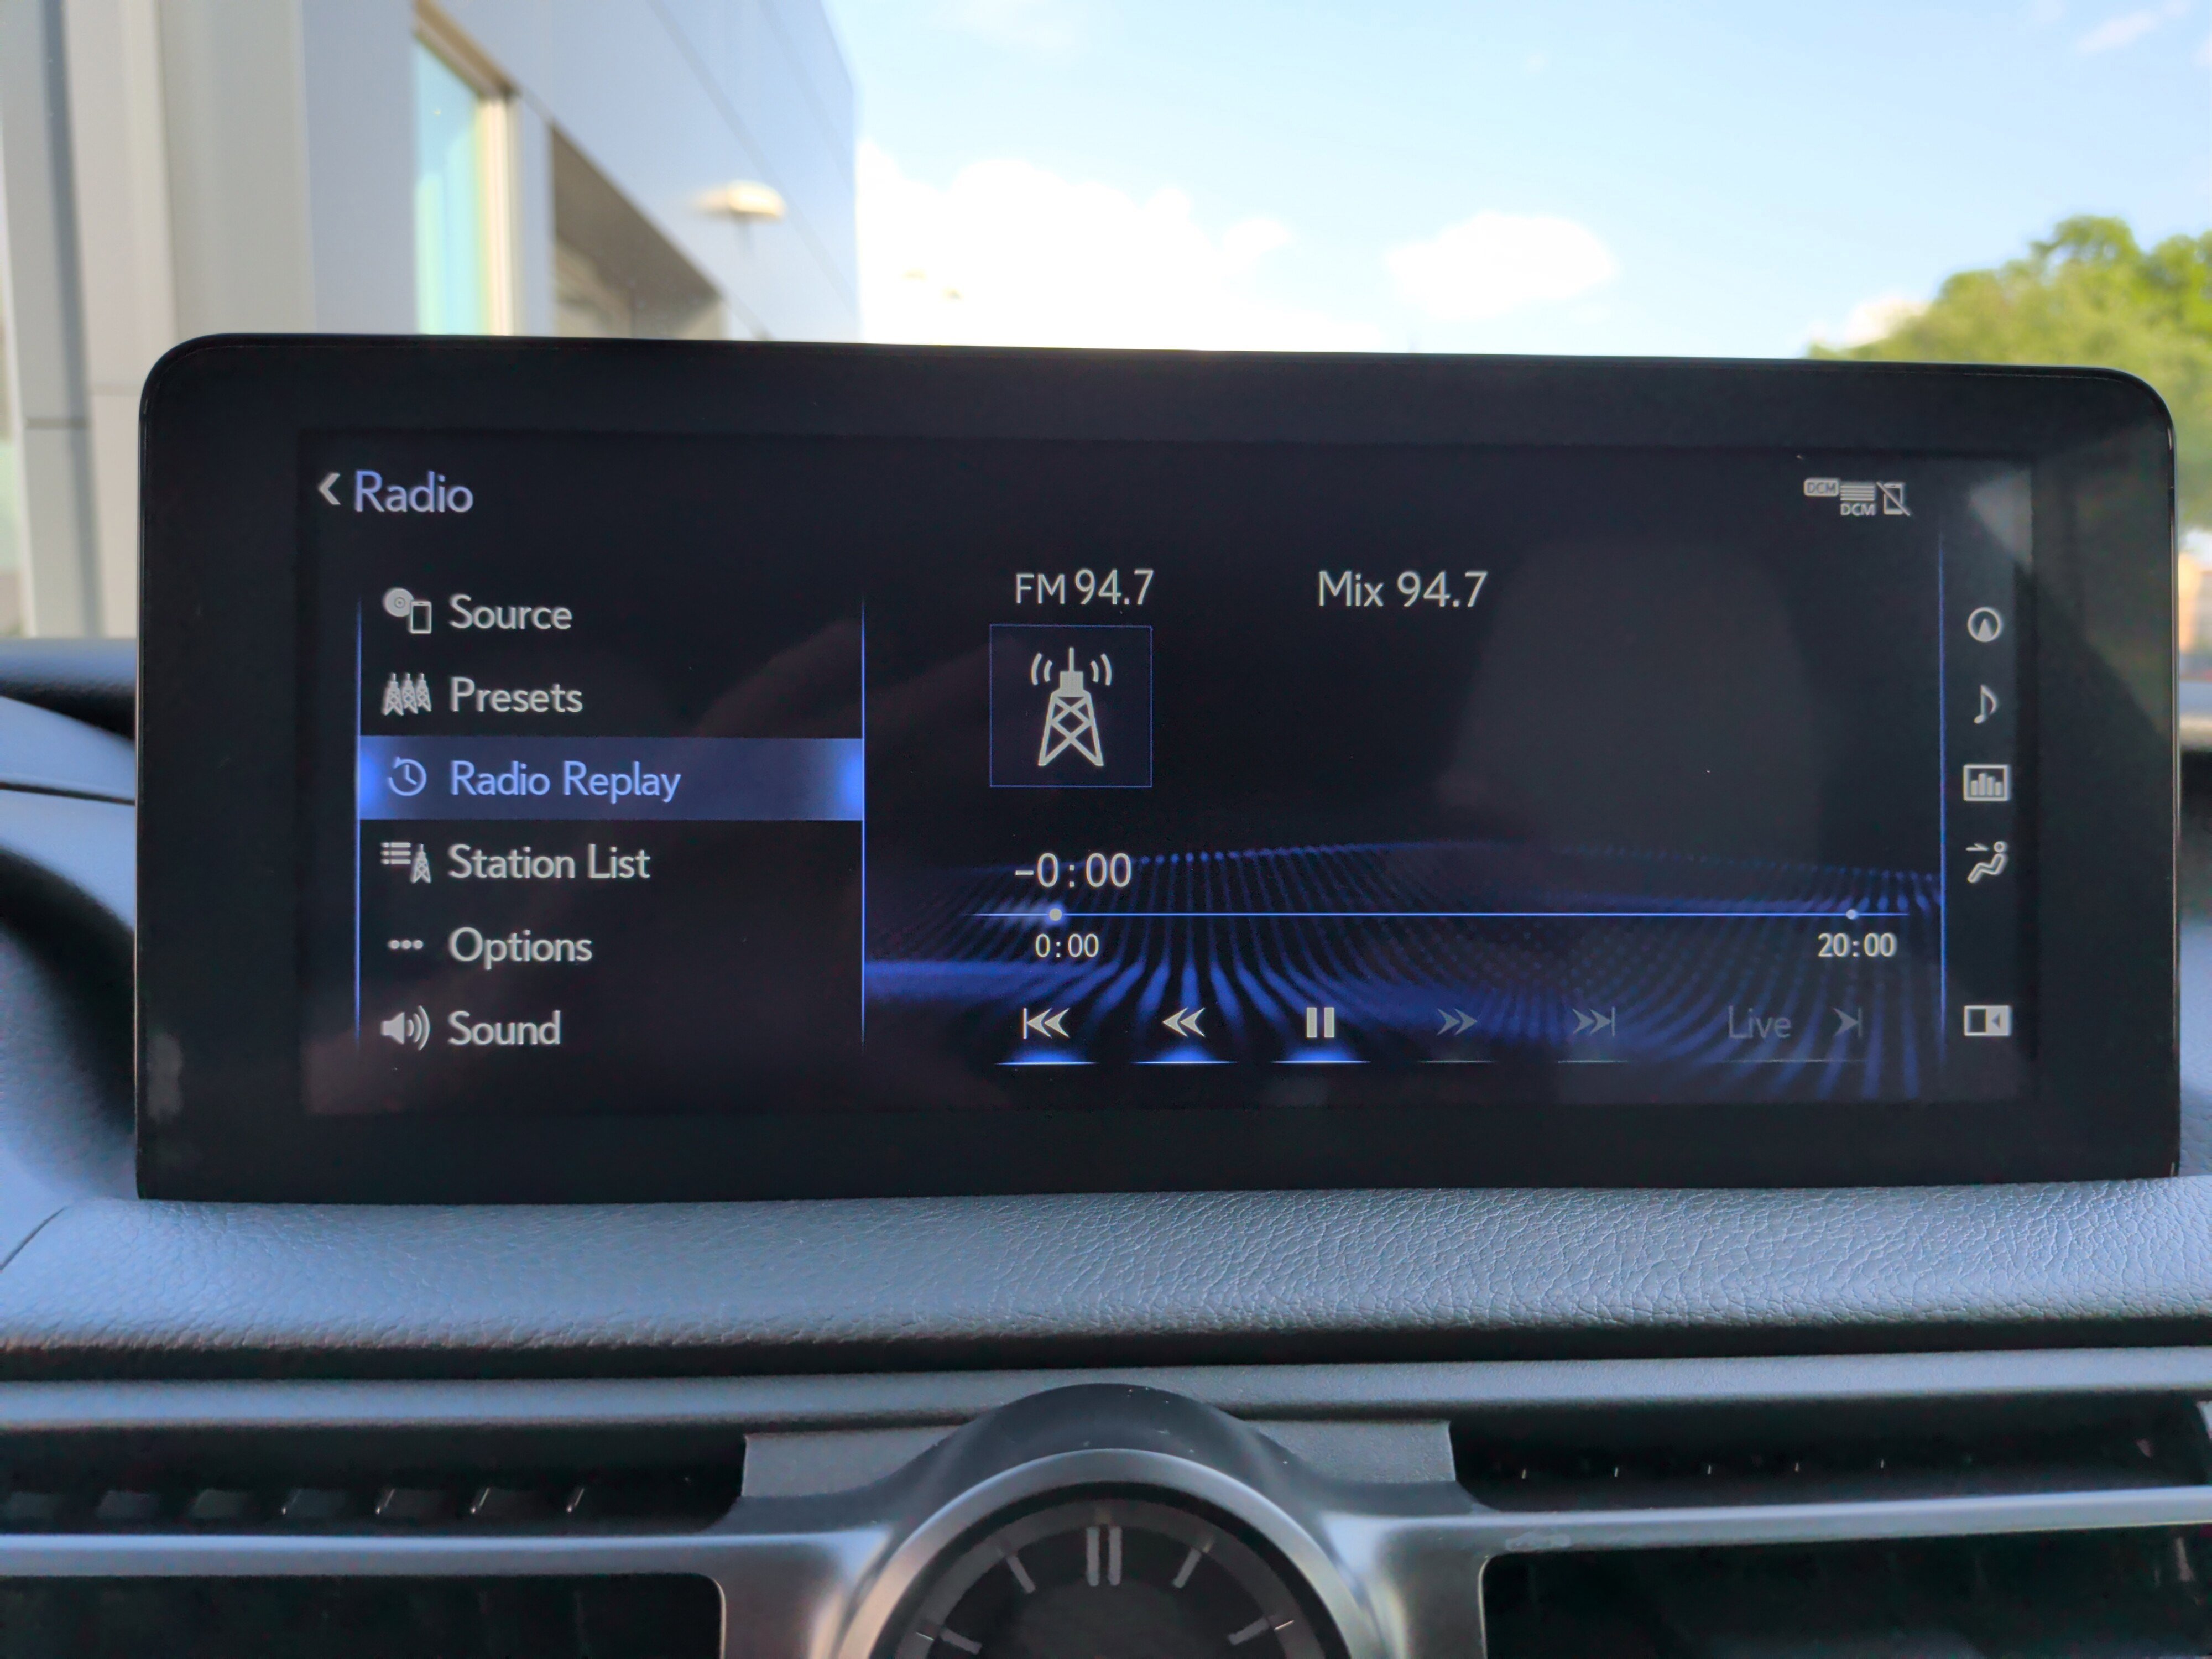 Radio
DCM
DCM
Source
Presets
Radio Replay
Station List
Options
Sound
FM 94.7
Mix 94.7
-0:00
0:00
20:00
Live